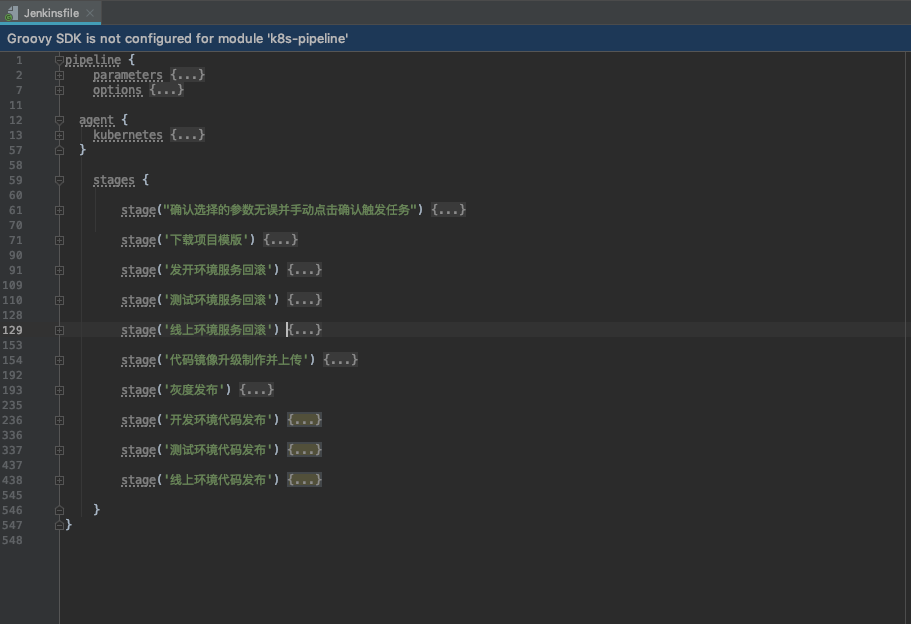 Jenkinsfile
Groovy SDK is not configured for module 'k8s-pipeline'
1 pipeline {
2 parameters {...}
7 options {...}
11
12 agent {
13 kubernetes {...}
57 }
58
59 stages {
60
61 stage("确认选择的参数无误并手动点击确认触发任务") {...}
70
71 stage('下载项目模版') {...}
90
91 stage('发开环境服务回滚') {...}
109
110 stage('测试环境服务回滚') {...}
128
129 stage('线上环境服务回滚') {...}
153
154 stage('代码镜像升级制作并上传') {...}
192
193 stage('灰度发布') {...}
235
236 stage('开发环境代码发布') {...}
336
337 stage('测试环境代码发布') {...}
437
438 stage('线上环境代码发布') {...}
545
546 }
547 }
548